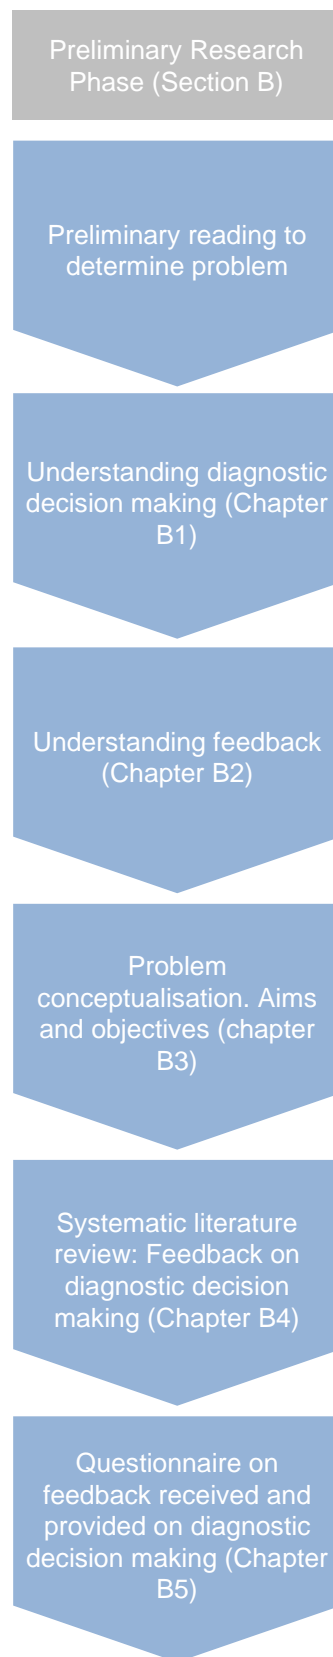 Preliminary Research
Phase (Section B)
Preliminary reading to
determine problem
Understanding diagnostic
decision making (Chapter
B1)
Understanding feedback
(Chapter B2)
Problem
conceptualisation. Aims
and objectives (chapter
B3)
Systematic literature
review: Feedback on
diagnostic decision
making (Chapter B4)
Questionnaire on
feedback received and
provided on diagnostic
decision making (Chapter
B5)